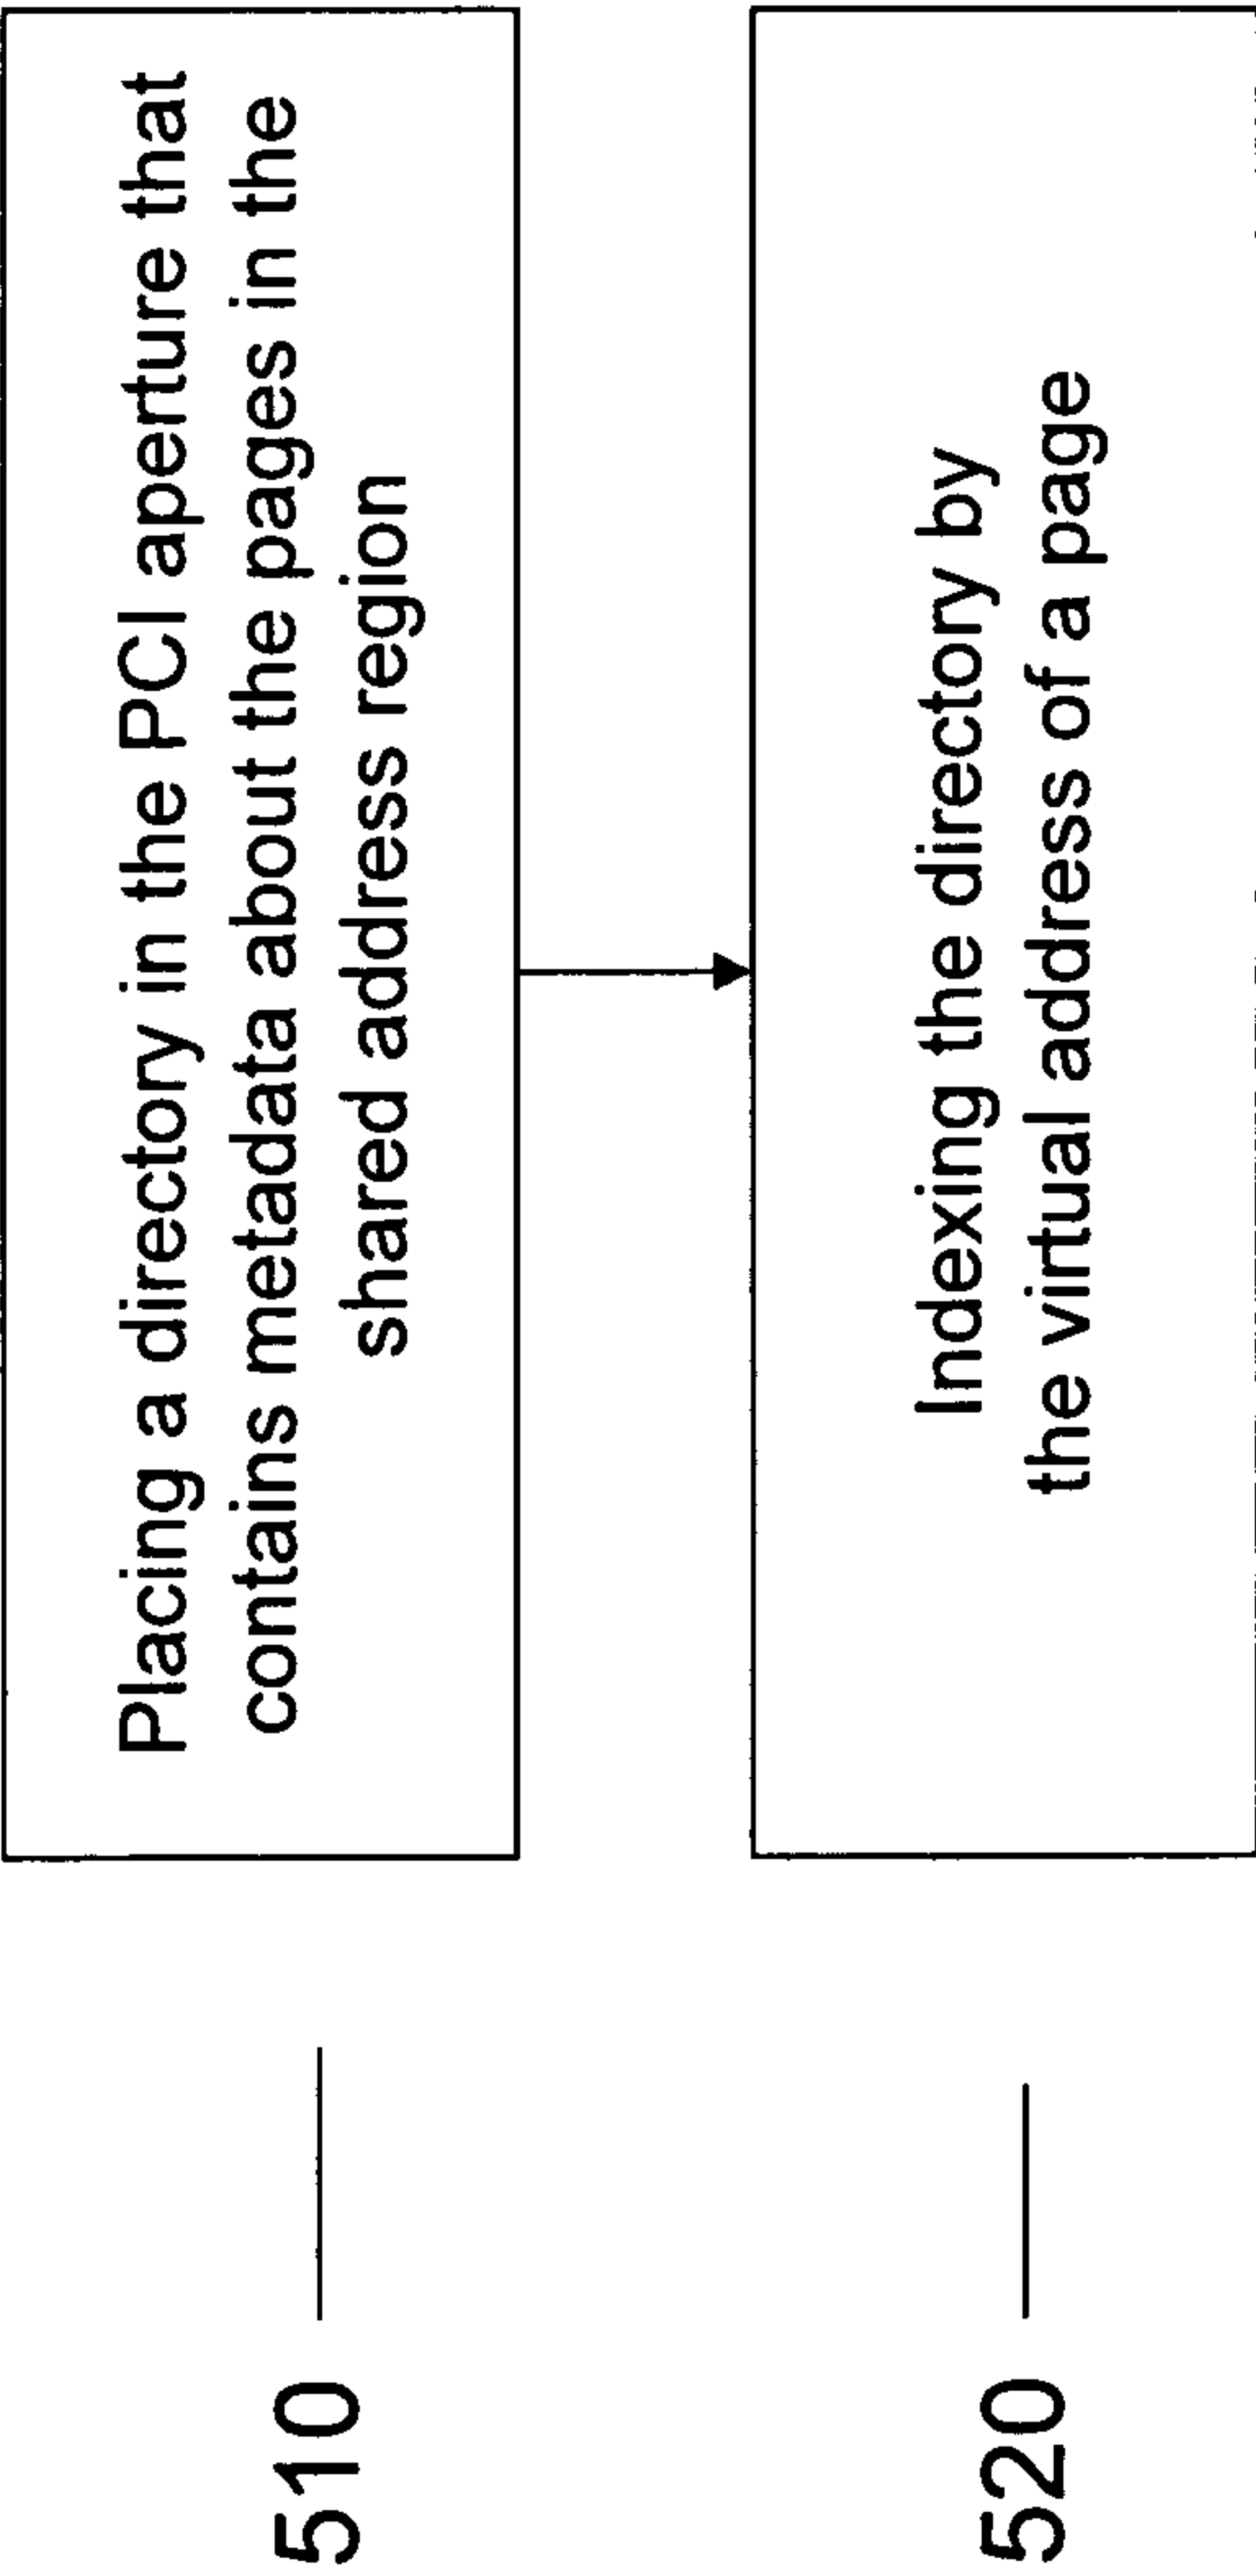 510
Placing a directory in the PCI aperture that
contains metadata about the pages in the
shared address region
520
Indexing the directory by
the virtual address of a page